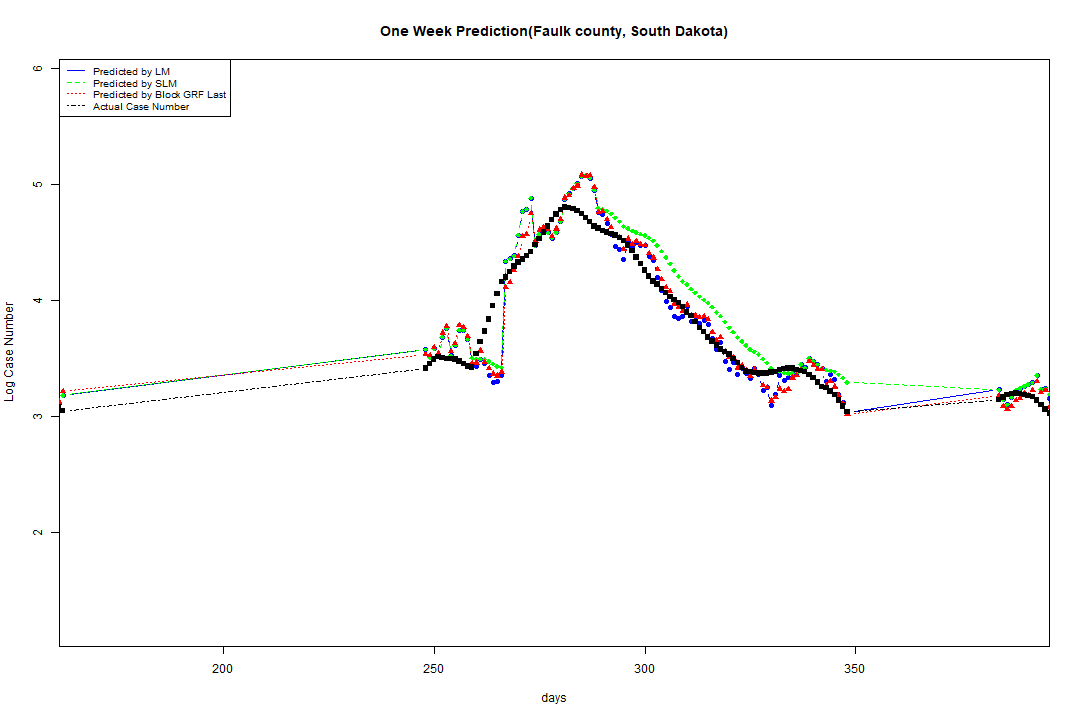 One Week Prediction(Faulk county, South Dakota)
Predicted by LM
Predicted by SLM
Predicted by Block GRF Last
Actual Case Number
Log Case Number
6
5
4
3
2
200
250
300
350
days